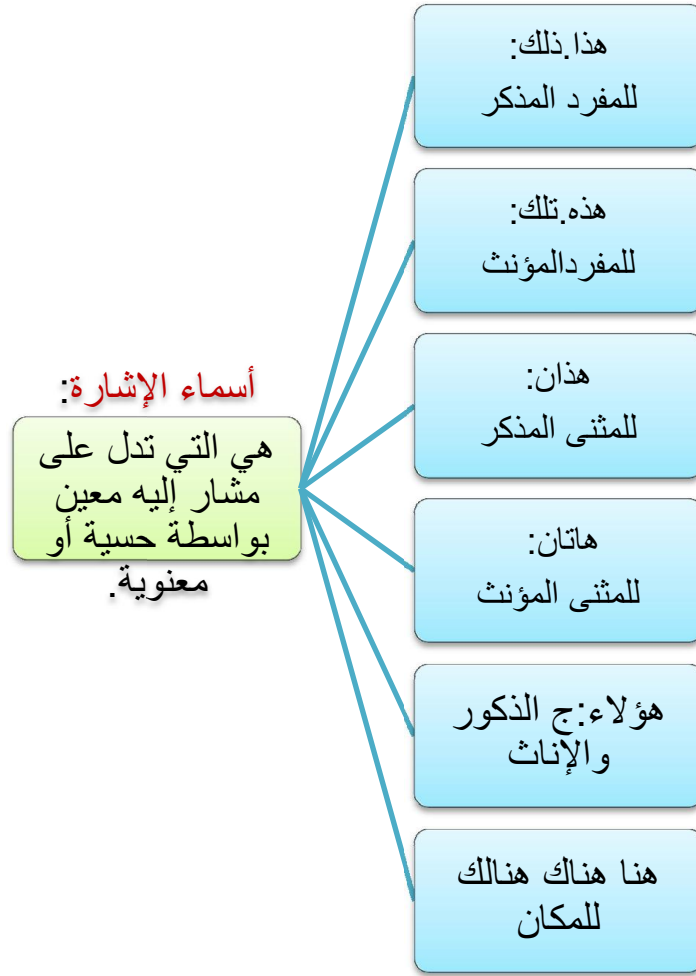 أسماء الإشارة:
هي التي تدل على
مشار إليه معين
بواسطة حسية أو
معنوية.
هذا.ذلك:
للمفرد المذكر
هذه.تلك:
للمفردالمؤنث
هذان:
للمثنى المذكر
هاتان:
للمثنى المؤنث
هؤلاء:ج الذكور
والإناث
هنا هناك هنالك
للمكان